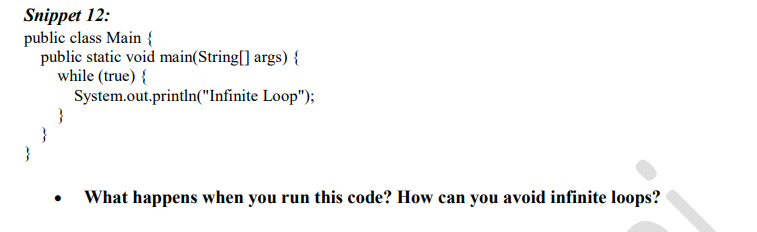 Snippet 12:
public class Main {
public static void main(String[] args) {
while (true) {
System.out.println("Infinite Loop");
}
}
}
• What happens when you run this code? How can you avoid infinite loops?